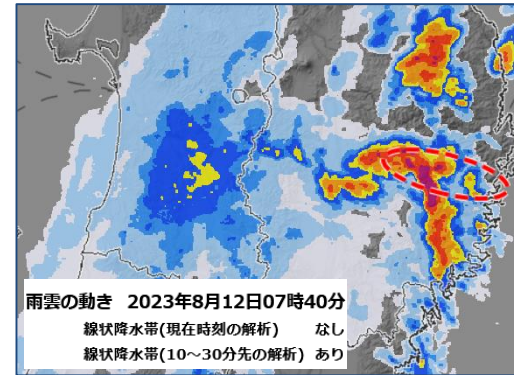 雨雲の動き 2023年8月12日07時40分
線状降水帯(現在時刻の解析) なし
線状降水帯(10～30分先の解析) あり